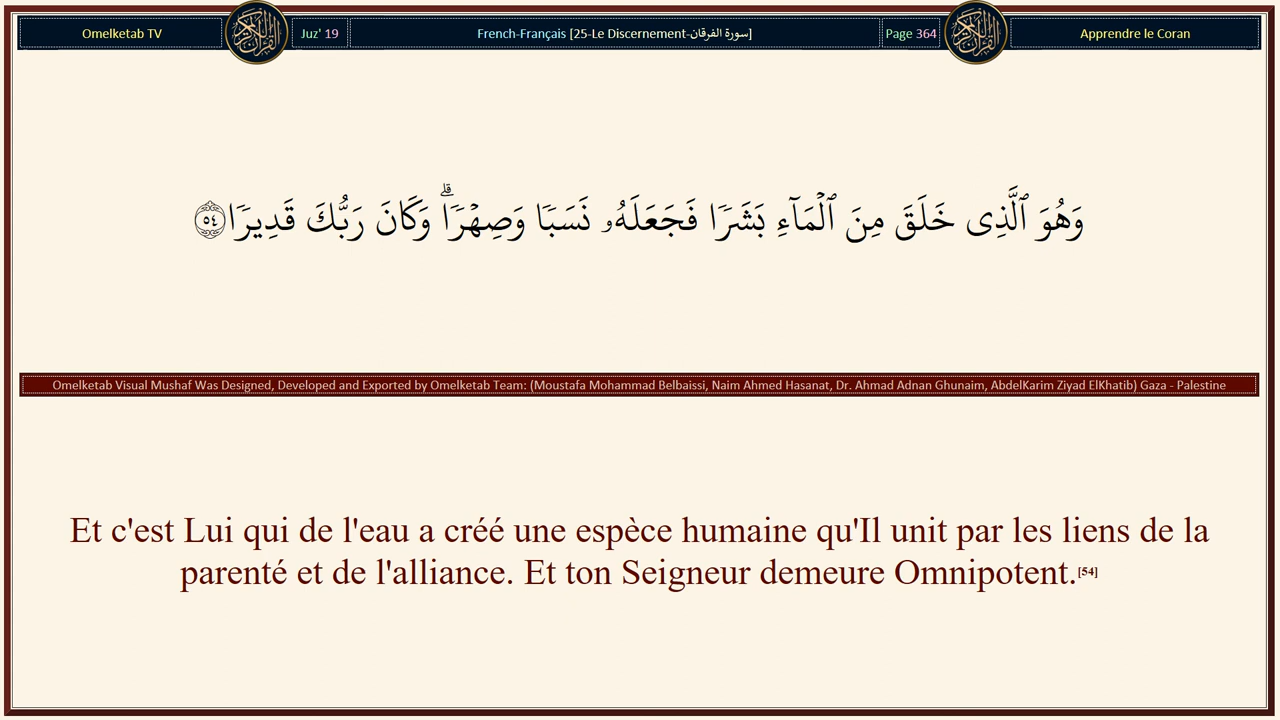 Omelketab TV
Juz' 19
French-Français [25-Le Discernement-سورة الفرقان]
Page 364
Apprendre le Coran
وَهُوَ ٱلَّذِى خَلَقَ مِنَ ٱلْمَآءِ بَشَرًا فَجَعَلَهُۥ نَسَبًا وَصِهْرًا ۗ وَكَانَ رَبُّكَ قَدِيرًا ٥٤
Omelketab Visual Mushaf Was Designed, Developed and Exported by Omelketab Team: (Moustafa Mohammad Belbaissi, Naim Ahmed Hasanat, Dr. Ahmad Adnan Ghunaim, AbdelKarim Ziyad ElKhatib) Gaza - Palestine
Et c'est Lui qui de l'eau a créé une espèce humaine qu'Il unit par les liens de la
parenté et de l'alliance. Et ton Seigneur demeure Omnipotent.[54]